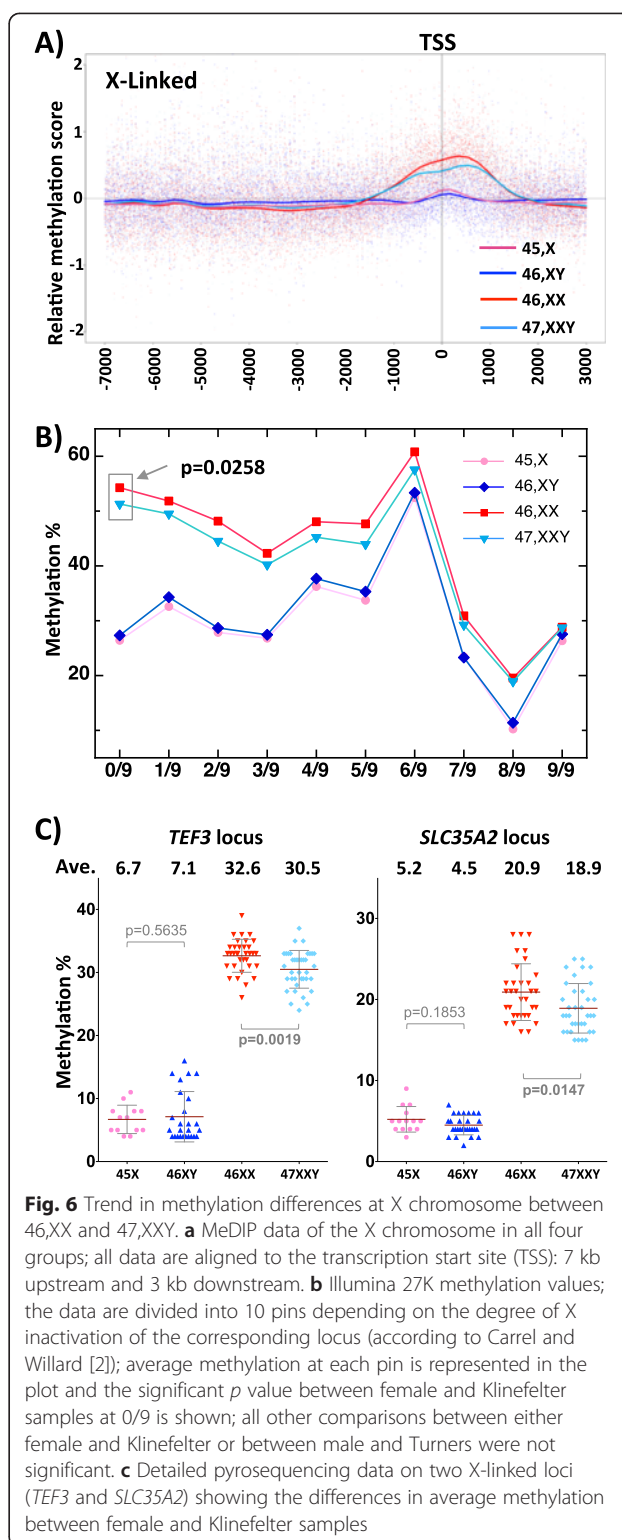 A)
TSS
X-Linked
Relative methylation score
2
1
0
-1
-2
45,X
46,XY
46,XX
47,XXY
-7000 -6000 -5000 -4000 -3000 -2000 -1000 0 1000 2000 3000
B)
p=0.0258
45,X
46,XY
46,XX
47,XXY
Methylation %
60
40
20
0/9 1/9 2/9 3/9 4/9 5/9 6/9 7/9 8/9 9/9
C)
TEF3 locus
SLC35A2 locus
Ave. 6.7 7.1 32.6 30.5
5.2 4.5 20.9 18.9
Methylation %
40
30
20
10
0
p=0.5635
p=0.0019
45X 46XY 46XX 47XXY
30
20
10
0
p=0.1853
p=0.0147
45X 46XY 46XX 47XXY
Fig. 6 Trend in methylation differences at X chromosome between
46,XX and 47,XXY. a MeDIP data of the X chromosome in all four
groups; all data are aligned to the transcription start site (TSS): 7 kb
upstream and 3 kb downstream. b Illumina 27K methylation values;
the data are divided into 10 pins depending on the degree of X
inactivation of the corresponding locus (according to Carrel and
Willard [2]); average methylation at each pin is represented in the
plot and the significant p value between female and Klinefelter
samples at 0/9 is shown; all other comparisons between either
female and Klinefelter or between male and Turners were not
significant. c Detailed pyrosequencing data on two X-linked loci
(TEF3 and SLC35A2) showing the differences in average methylation
between female and Klinefelter samples